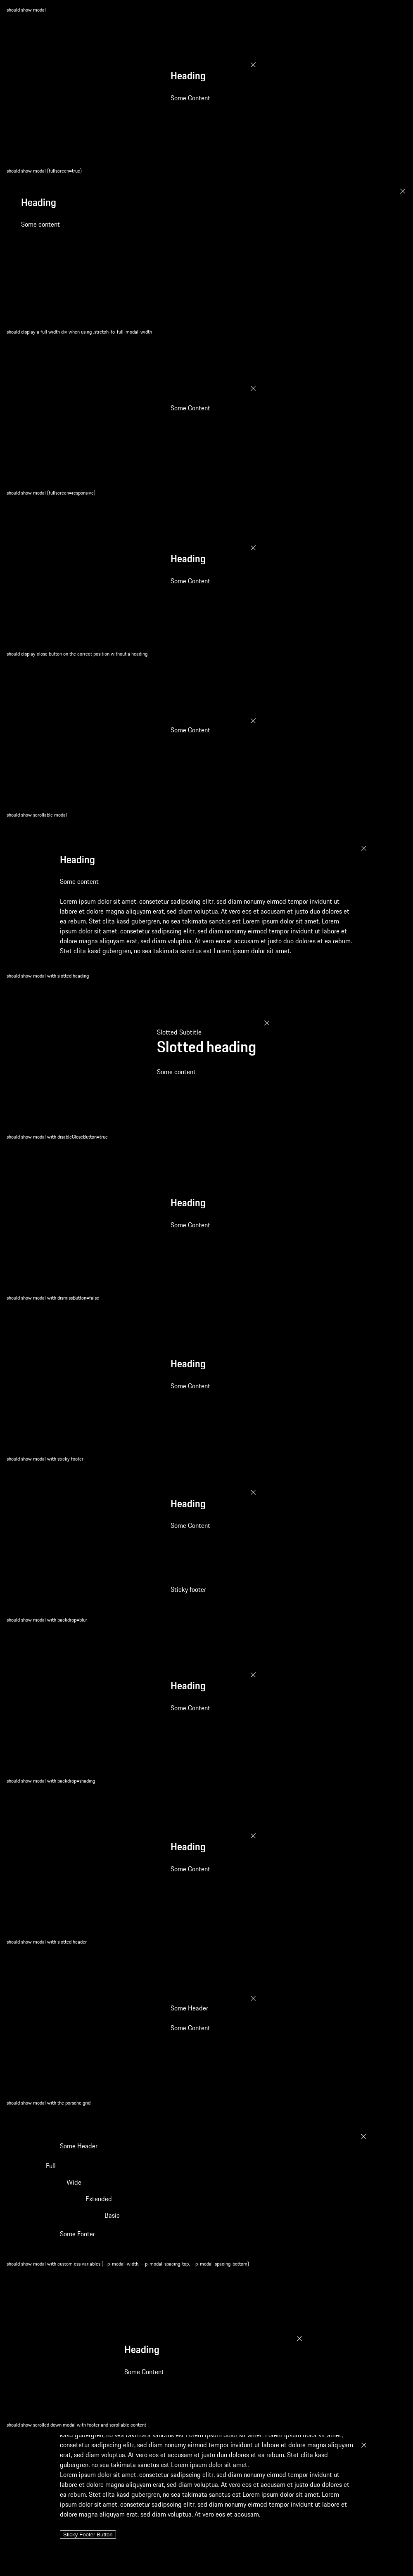 should show modal
Heading
Some Content
should show modal (fullscreen=true)
Heading
Some content
should display a full width div when using .stretch-to-full-modal-width
Some Content
should show modal (fullscreen=responsive)
Heading
Some Content
should display close button on the correct position without a heading
Some Content
should show scrollable modal
Heading
Some content
Lorem ipsum dolor sit amet, consetetur sadipscing elitr, sed diam nonumy eirmod tempor invidunt ut
labore et dolore magna aliquyam erat, sed diam voluptua. At vero eos et accusam et justo duo dolores et
ea rebum. Stet clita kasd gubergren, no sea takimata sanctus est Lorem ipsum dolor sit amet. Lorem
ipsum dolor sit amet, consetetur sadipscing elitr, sed diam nonumy eirmod tempor invidunt ut labore et
dolore magna aliquyam erat, sed diam voluptua. At vero eos et accusam et justo duo dolores et ea rebum.
Stet clita kasd gubergren, no sea takimata sanctus est Lorem ipsum dolor sit amet.
should show modal with slotted heading
Slotted Subtitle
Slotted heading
Some content
should show modal with disableCloseButton=true
Heading
Some Content
should show modal with dismissButton=false
Heading
Some Content
should show modal with sticky footer
Heading
Some Content
Sticky footer
should show modal with backdrop=blur
Heading
Some Content
should show modal with backdrop=shading
Heading
Some Content
should show modal with slotted header
Some Header
Some Content
should show modal with the porsche grid
Some Header
Full
Wide
Extended
Basic
Some Footer
should show modal with custom css variables (--p-modal-width, --p-modal-spacing-top, --p-modal-spacing-bottom)
Heading
Some Content
should show scrolled down modal with footer and scrollable content
kasd gubergren, no sea takimata sanctus est Lorem ipsum dolor sit amet. Lorem ipsum dolor sit amet,
consetetur sadipscing elitr, sed diam nonumy eirmod tempor invidunt ut labore et dolore magna aliquyam
erat, sed diam voluptua. At vero eos et accusam et justo duo dolores et ea rebum. Stet clita kasd
gubergren, no sea takimata sanctus est Lorem ipsum dolor sit amet.
Lorem ipsum dolor sit amet, consetetur sadipscing elitr, sed diam nonumy eirmod tempor invidunt ut
labore et dolore magna aliquyam erat, sed diam voluptua. At vero eos et accusam et justo duo dolores et
ea rebum. Stet clita kasd gubergren, no sea takimata sanctus est Lorem ipsum dolor sit amet. Lorem
ipsum dolor sit amet, consetetur sadipscing elitr, sed diam nonumy eirmod tempor invidunt ut labore et
dolore magna aliquyam erat, sed diam voluptua. At vero eos et accusam.
Sticky Footer Button